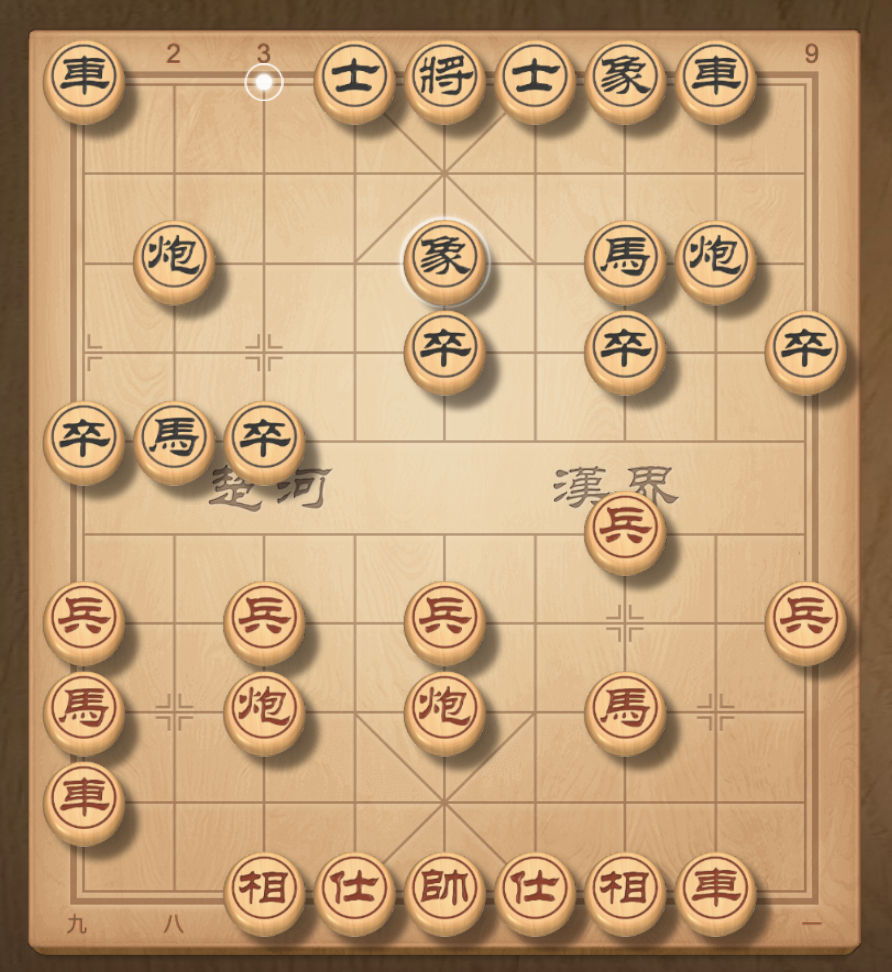 2 3 9
車 士 將 士 象 車
炮 象 馬 炮
卒 卒 卒
卒 馬 卒
楚河 漢界
兵
兵 兵 兵 兵
馬 炮 炮 馬
車
相 仕 帥 仕 相 車
九 八 一